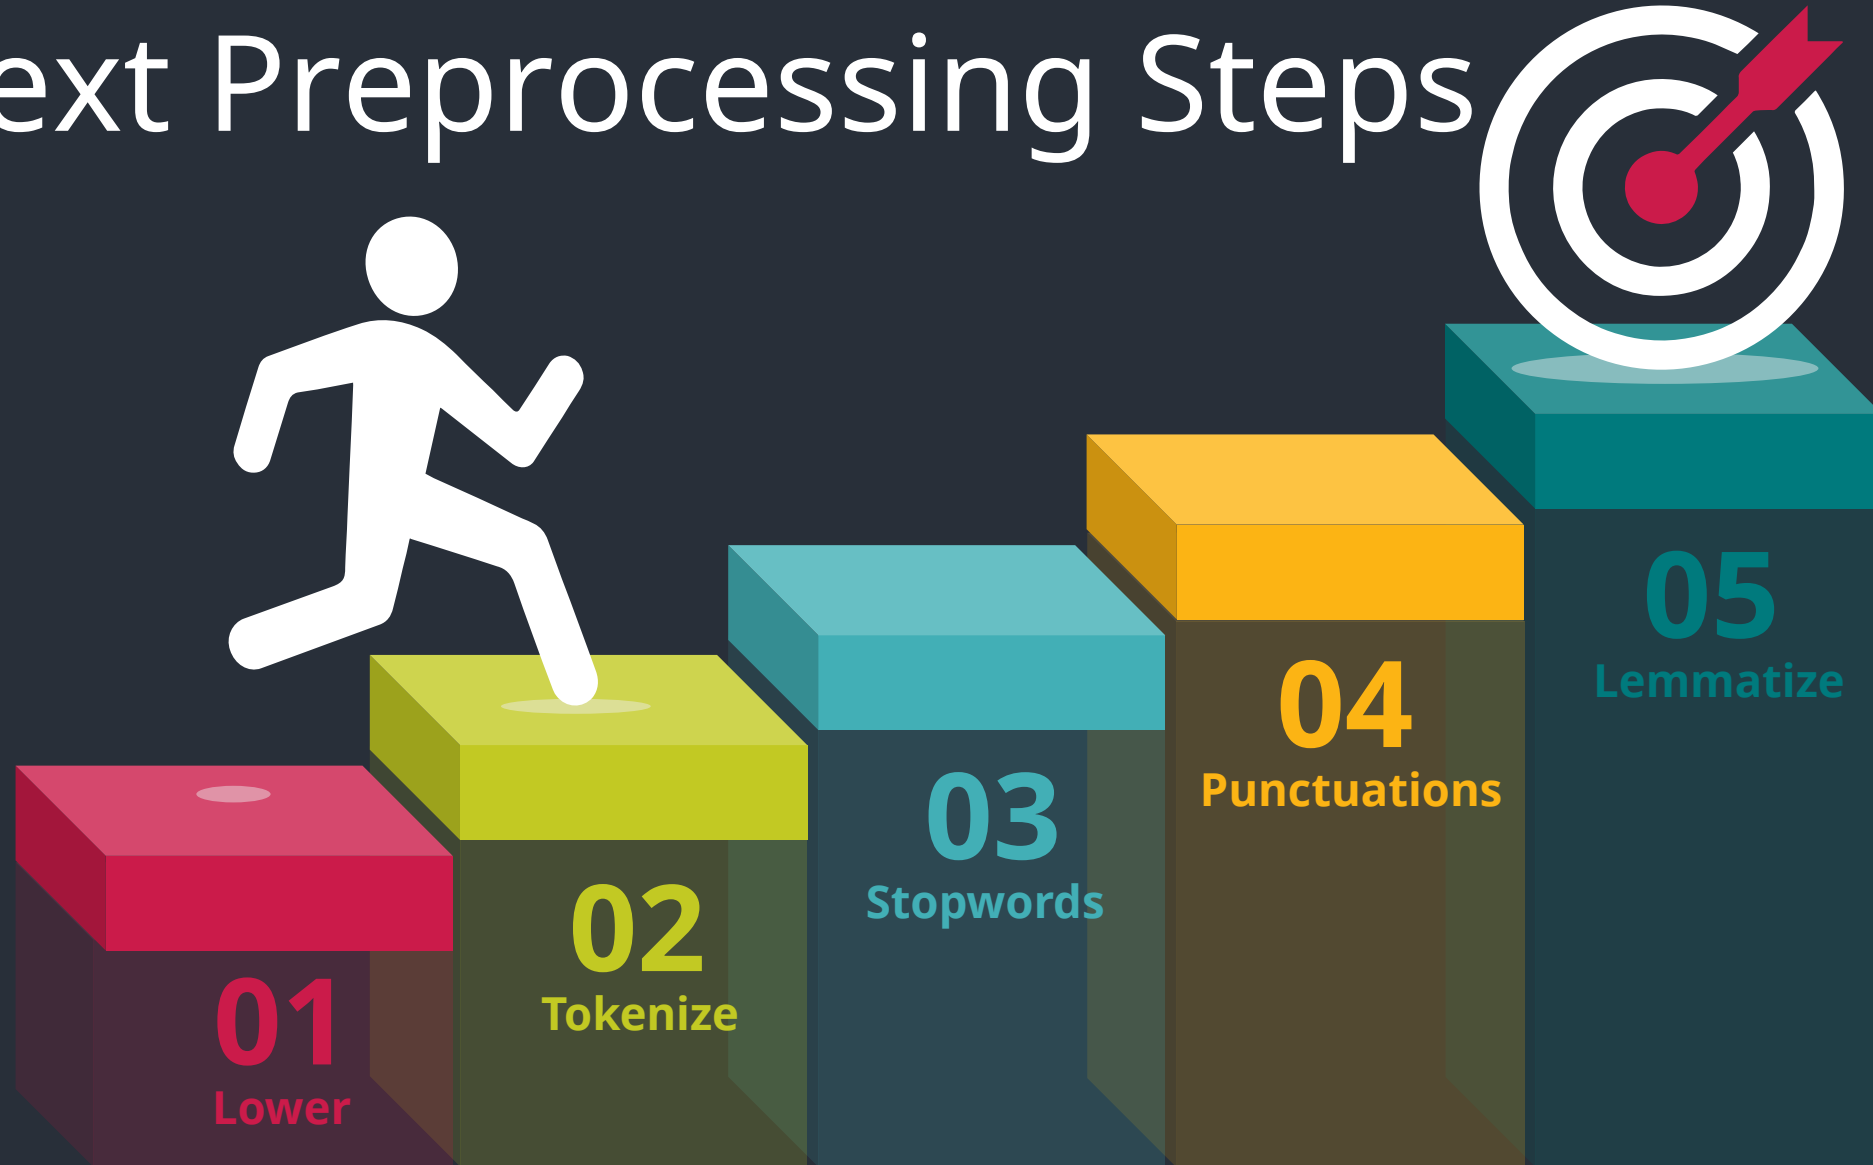 ext Preprocessing Steps
01
Lower
02
Tokenize
03
Stopwords
04
Punctuations
05
Lemmatize